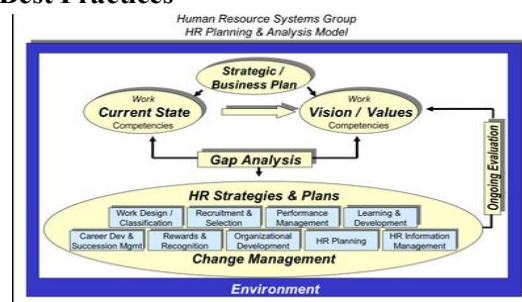 Best Practices
Human Resource Systems Group
HR Planning & Analysis Model
Strategic /
Business Plan
Work
Current State
Competencies
Work
Vision / Values
Competencies
Gap Analysis
Ongoing Evaluation
HR Strategies & Plans
Work Design /
Classification
Recruitment &
Selection
Performance
Management
Learning &
Development
Career Dev &
Succession Mgmt
Rewards &
Recognition
Organizational
Development
HR Planning
HR Information
Management
Change Management
Environment